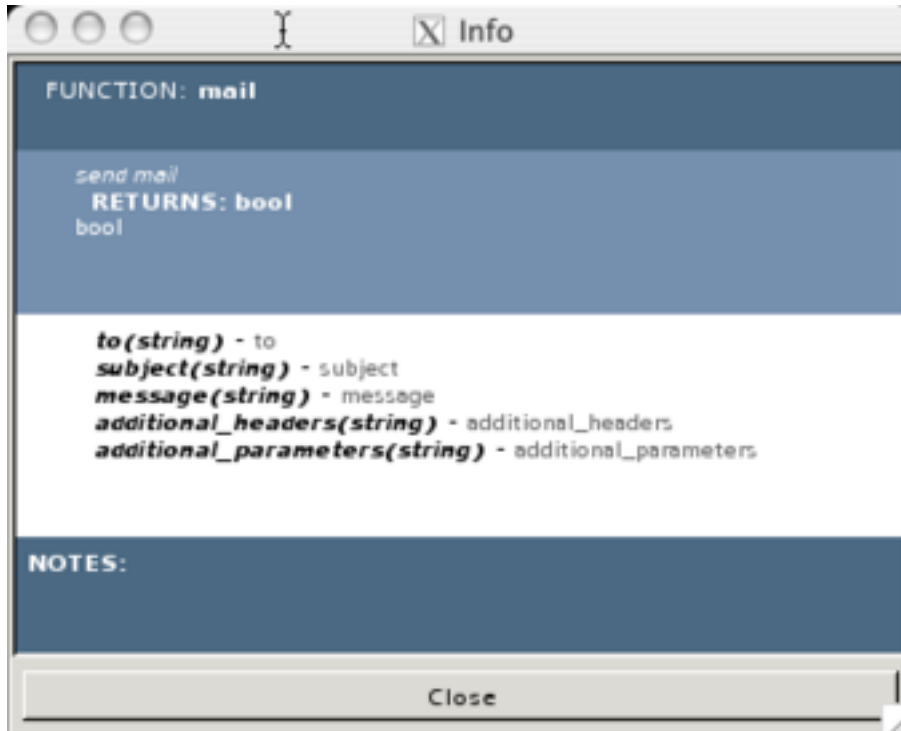 Info
FUNCTION: mail
send mail
RETURNS: bool
bool
to(string) - to
subject(string) - subject
message(string) - message
additional_headers(string) - additional_headers
additional_parameters(string) - additional_parameters
NOTES:
Close